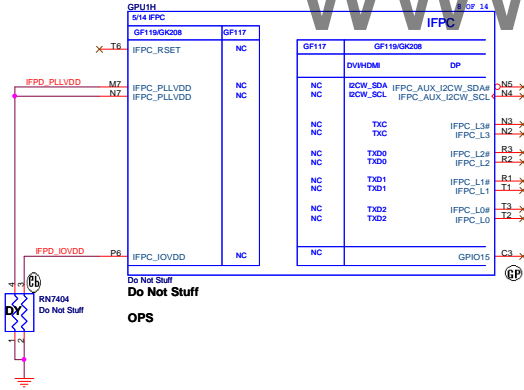 WWW
GPU1H
8 OF 14
5/14 IFPC
IFPC
GF119/GK208 GF117
GF117 GF119/GK208
DVI/HDMI DP
T6 IFPC_RSET NC
IFPD_PLLVDD M7 IFPC_PLLVDD NC
N7 IFPC_PLLVDD NC
NC I2CW_SDA IFPC_AUX_I2CW_SDA# N5
NC I2CW_SCL IFPC_AUX_I2CW_SCL N4
NC TXC IFPC_L3# N3
NC TXC IFPC_L3 N2
NC TXD0 IFPC_L2# R3
NC TXD0 IFPC_L2 R2
NC TXD1 IFPC_L1# R1
NC TXD1 IFPC_L1 T1
NC TXD2 IFPC_L0# T3
NC TXD2 IFPC_L0 T2
IFPD_IOVDD P6 IFPC_IOVDD NC
NC GPIO15 C3
GP
Do Not Stuff
Do Not Stuff
OPS
4 3
RN7404
DY Do Not Stuff
1 2